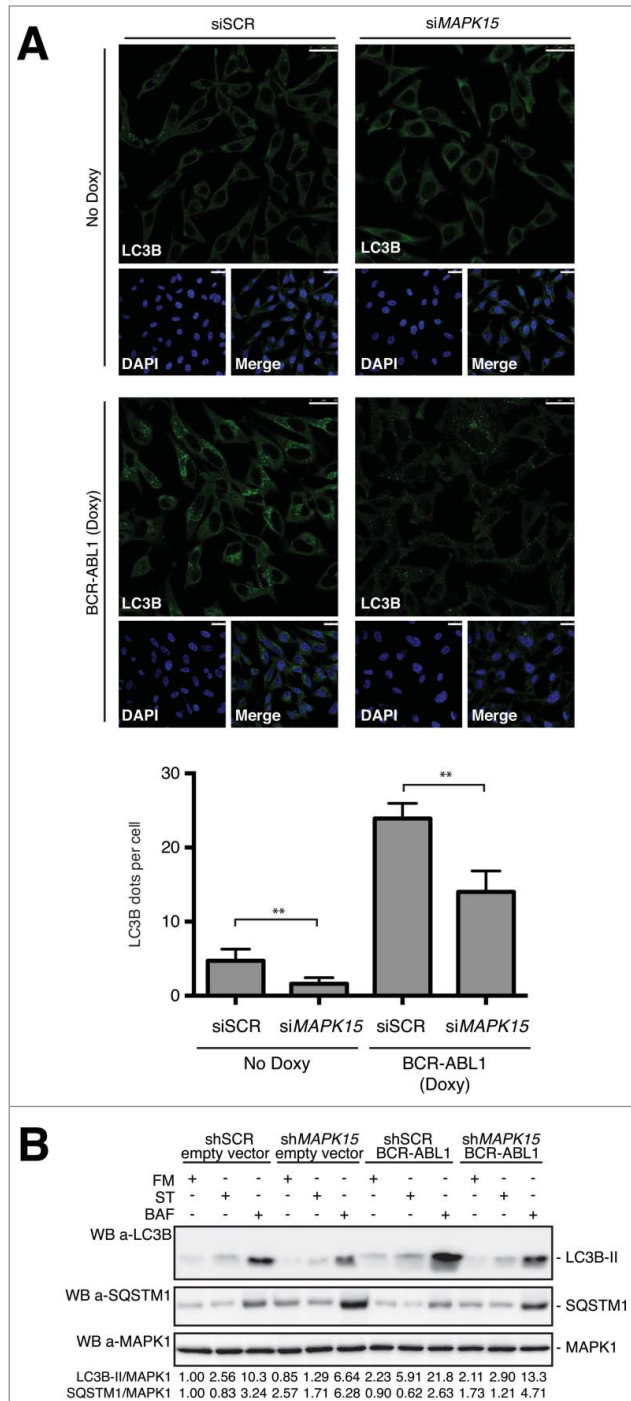 A
siSCR siMAPK15
No Doxy
LC3B LC3B
DAPI Merge DAPI Merge
BCR-ABL1 (Doxy)
LC3B LC3B
DAPI Merge DAPI Merge
LC3B dots per cell
30
20
10
0
** **
siSCR siMAPK15 siSCR siMAPK15
No Doxy BCR-ABL1
(Doxy)
B
shSCR shMAPK15 shSCR shMAPK15
empty vector empty vector BCR-ABL1 BCR-ABL1
FM + - - + - - + - - + - -
ST - + - - + - - + - - + -
BAF - - + - - + - - + - - +
WB a-LC3B - LC3B-II
WB a-SQSTM1 - SQSTM1
WB a-MAPK1 - MAPK1
LC3B-II/MAPK1 1.00 2.56 10.3 0.85 1.29 6.64 2.23 5.91 21.8 2.11 2.90 13.3
SQSTM1/MAPK1 1.00 0.83 3.24 2.57 1.71 6.28 0.90 0.62 2.63 1.73 1.21 4.71